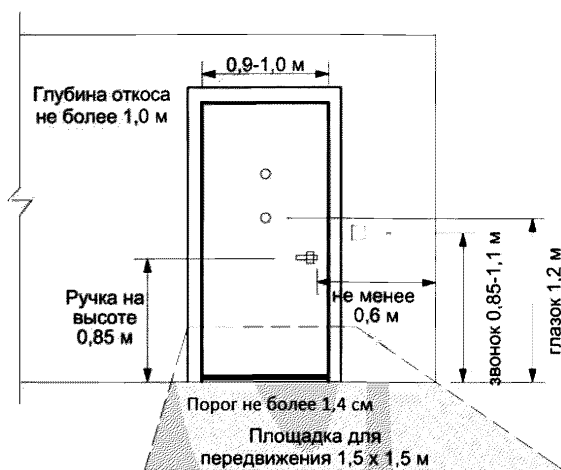 0,9-1,0 м
Глубина откоса
не более 1,0 м
Ручка на
высоте
0,85 м
не менее
0,6 м
звонок 0,85-1,1 м
глазок 1.2 м
Порог не более 1,4 см
Площадка для
передвижения 1,5 x 1,5 м